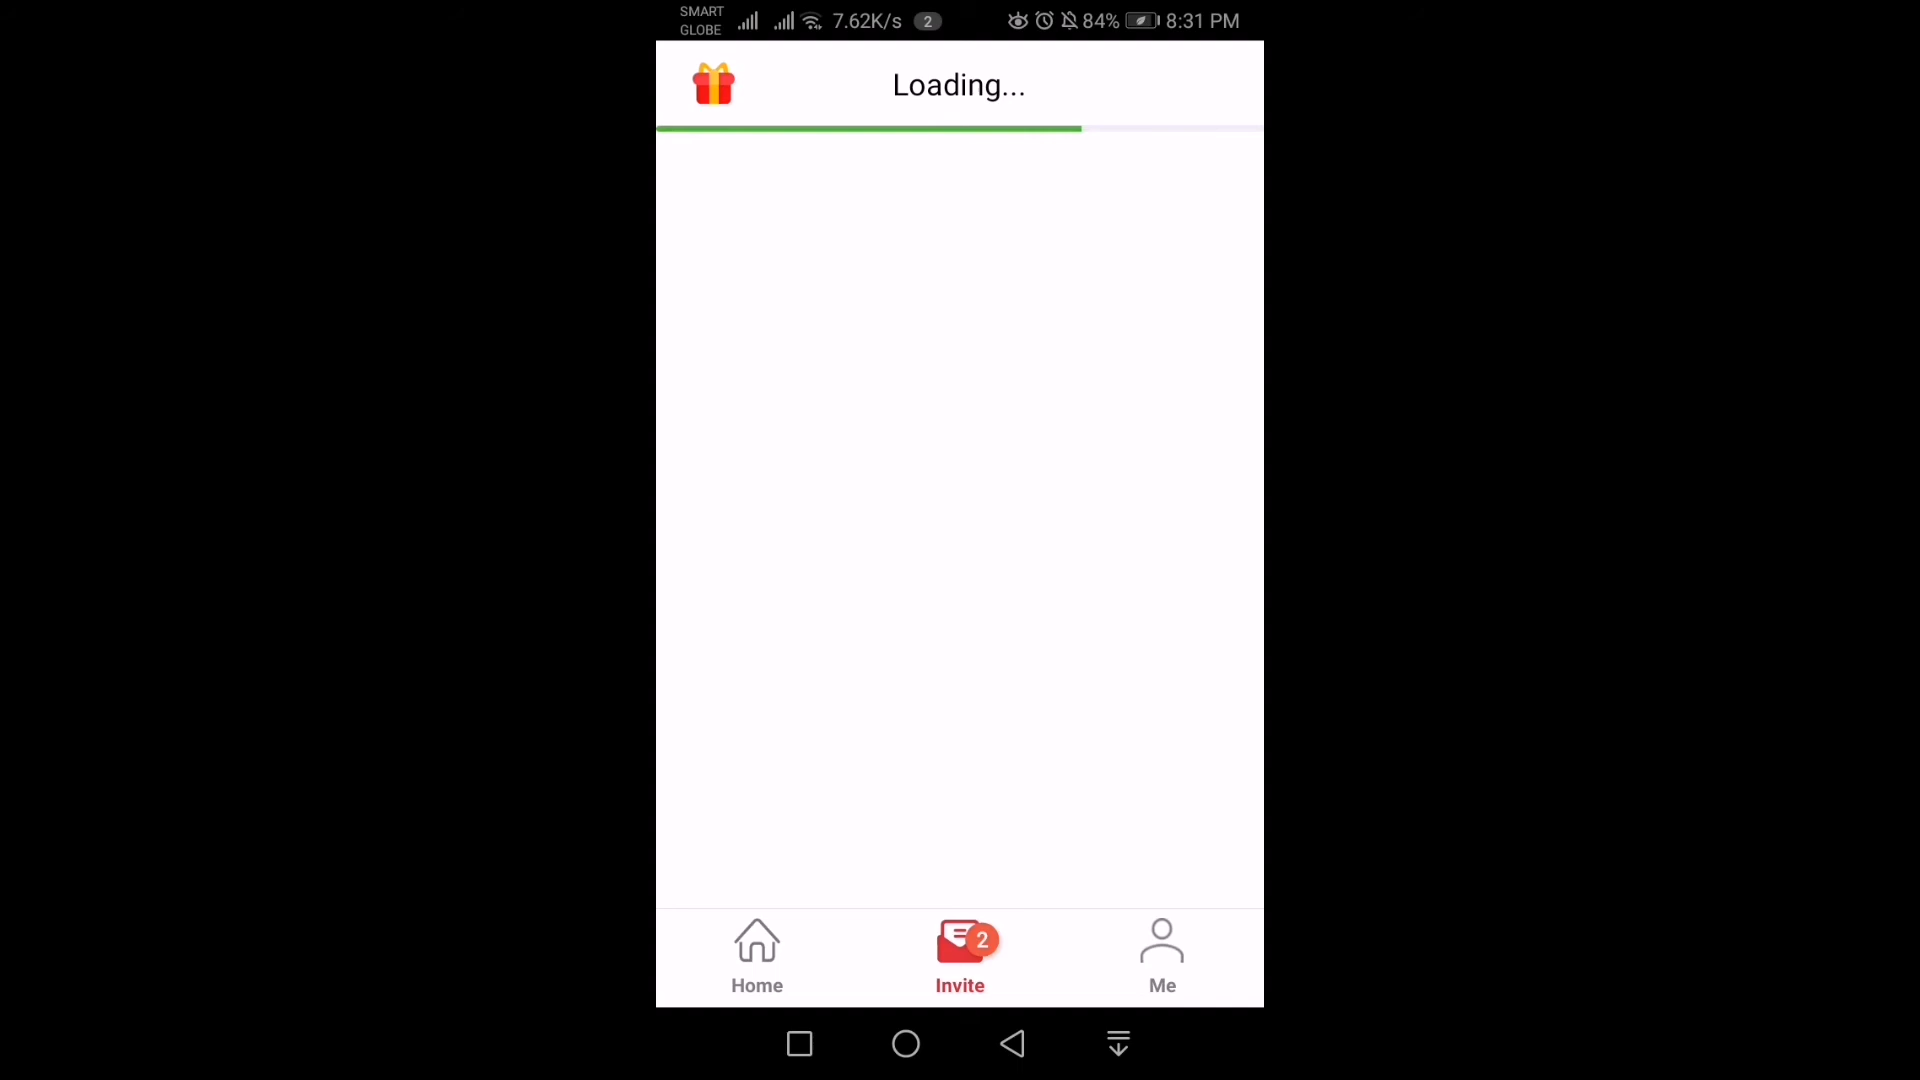 SMART
GLOBE
7.62K/s
2
84%
8:31 PM
Loading...
2
Home
Invite
Me